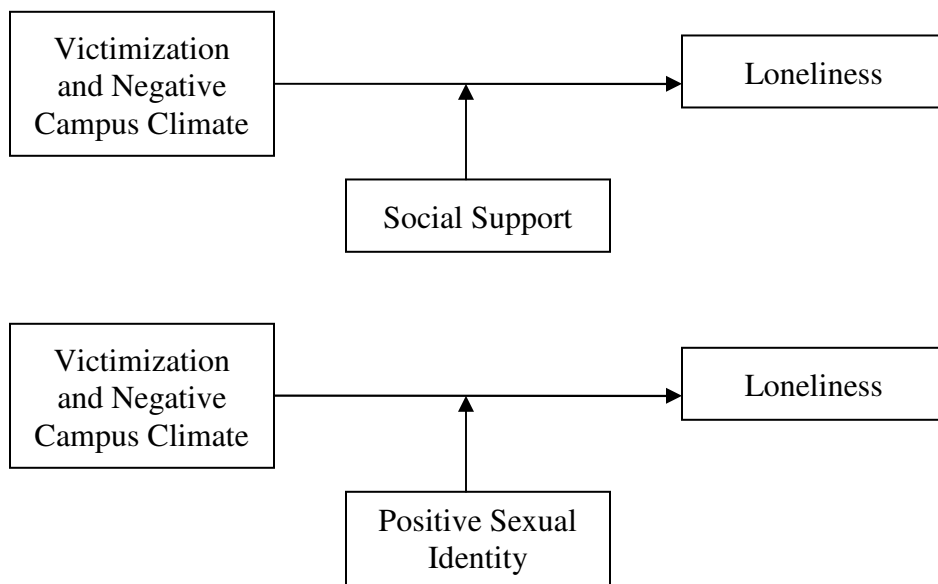 Victimization
and Negative
Campus Climate
Loneliness
Social Support
Victimization
and Negative
Campus Climate
Loneliness
Positive Sexual
Identity